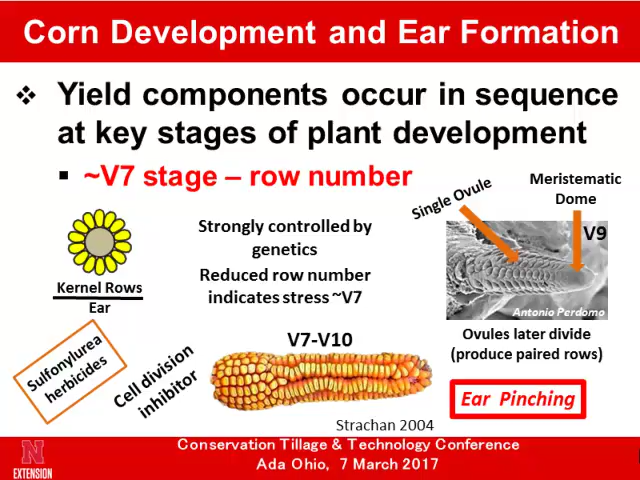 Corn Development and Ear Formation
❖ Yield components occur in sequence
at key stages of plant development
▪ ~V7 stage – row number
Kernel Rows
Ear
Strongly controlled by
genetics
Reduced row number
indicates stress ~V7
Single Ovule
Meristematic
Dome
V9
Antonio Perdomo
Ovules later divide
(produce paired rows)
Sulfonylurea
herbicides
Cell division
inhibitor
V7-V10
Strachan 2004
Ear Pinching
N
EXTENSION
Conservation Tillage & Technology Conference
Ada Ohio, 7 March 2017